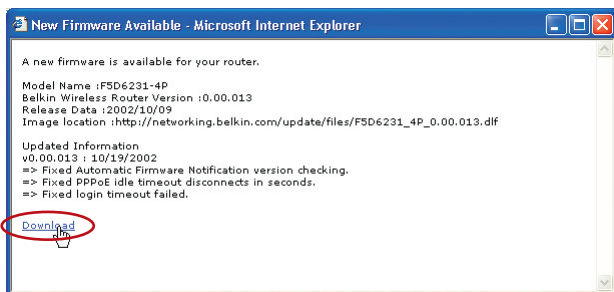 New Firmware Available - Microsoft Internet Explorer
A new firmware is available for your router.
Model Name :F5D6231-4P
Belkin Wireless Router Version :0.00.013
Release Data :2002/10/09
Image location :http://networking.belkin.com/update/files/F5D6231_4P_0.00.013.dlf
Updated Information
v0.00.013 : 10/19/2002
=> Fixed Automatic Firmware Notification version checking.
=> Fixed PPPoE idle timeout disconnects in seconds.
=> Fixed login timeout failed.
Download